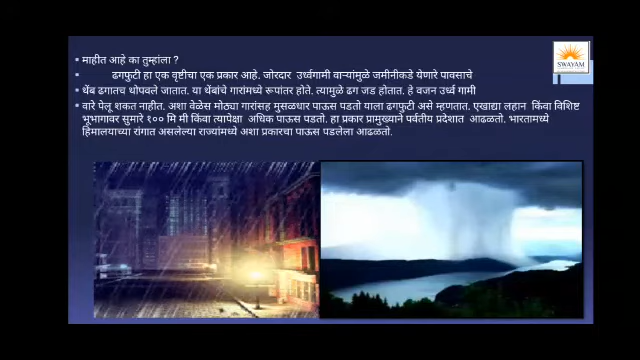 माहीत आहे का तुम्हांला ?
ढगफुटी हा एक वृष्टीचा एक प्रकार आहे. जोरदार उर्ध्वगामी वाऱ्यांमुळे जमीनीकडे येणारे पावसाचे
थेंब ढगातच थोपवले जातात. या थेंबांचे गारांमध्ये रूपांतर होते. त्यामुळे ढग जड होतात. हे वजन उर्ध्व गामी
वारे पेलू शकत नाहीत. अशा वेळेस मोठ्या गारांसह मुसळधार पाऊस पडतो याला ढगफुटी असे म्हणतात. एखाद्या लहान किंवा विशिष्ट
भूभागावर सुमारे १०० मि मी किंवा त्यापेक्षा अधिक पाऊस पडतो. हा प्रकार प्रामुख्याने पर्वतीय प्रदेशात आढळतो. भारतामध्ये
हिमालयाच्या रांगात असलेल्या राज्यांमध्ये अशा प्रकारचा पाऊस पडलेला आढळतो.
SWAYAM